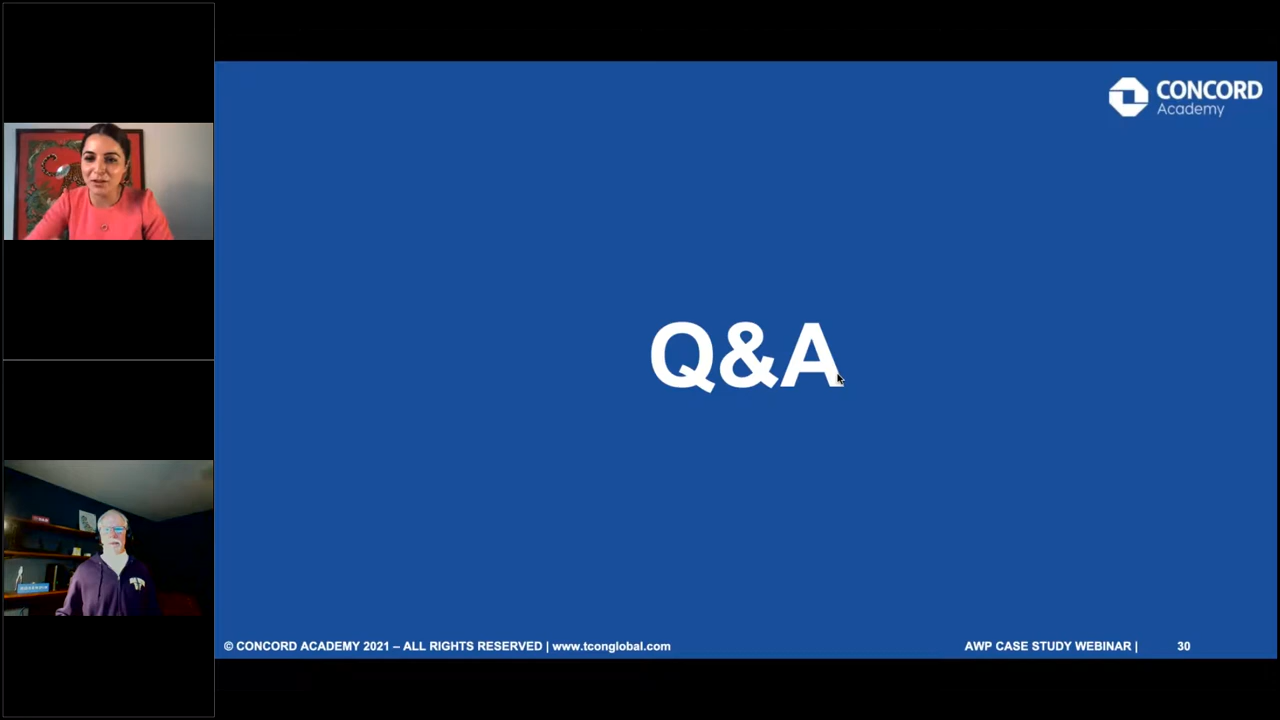 CONCORD
Academy
Q&A
© CONCORD ACADEMY 2021 – ALL RIGHTS RESERVED | www.tconglobal.com
AWP CASE STUDY WEBINAR | 30